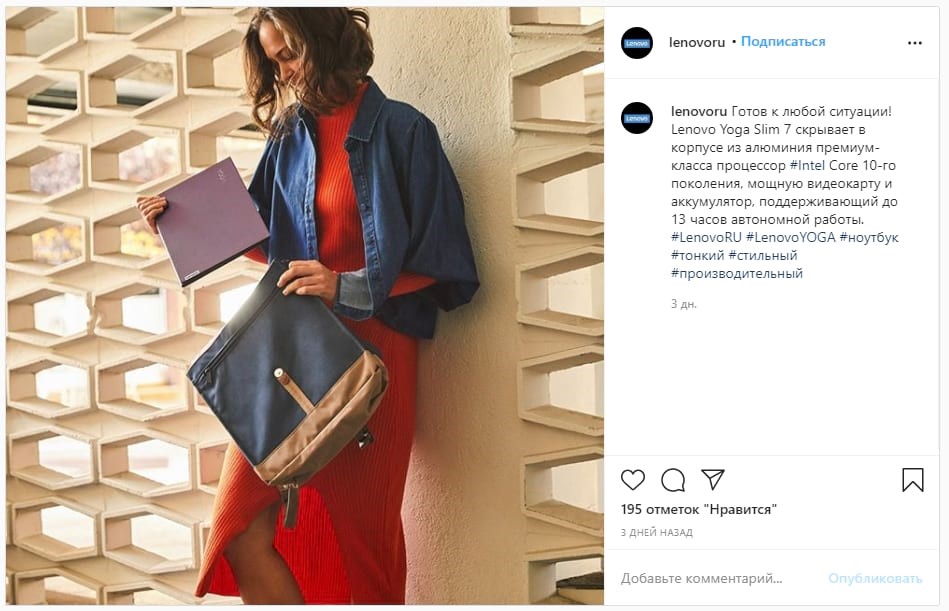 Lenovo
lenovoru • Подписаться
Lenovo
lenovoru Готов к любой ситуации!
Lenovo Yoga Slim 7 скрывает в
корпусе из алюминия премиум-
класса процессор #Intel Core 10-го
поколения, мощную видеокарту и
аккумулятор, поддерживающий до
13 часов автономной работы.
#LenovoRU #LenovoYOGA #ноутбук
#тонкий #стильный
#производительный
3 дн.
195 отметок "Нравится"
3 ДНЕЙ НАЗАД
Добавьте комментарий... Опубликовать